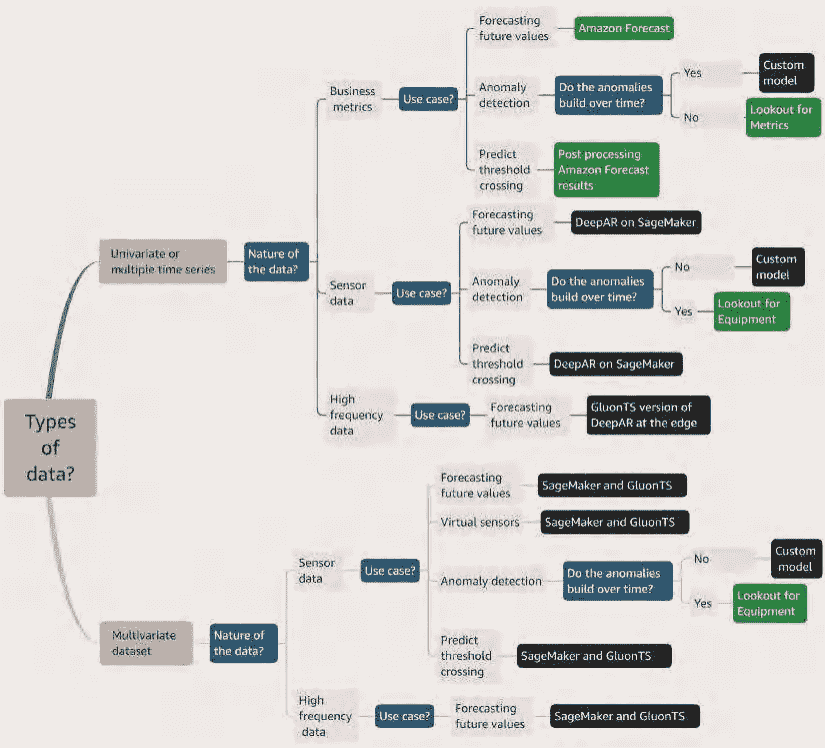 Types
of
data?
Univariate or
multiple time series
Nature of
the data?
Business
metrics
Use case?
Forecasting
future values
Amazon Forecast
Anomaly
detection
Do the anomalies
build over time?
Yes
Custom
model
No
Lookout for
Metrics
Predict
threshold
crossing
Post processing
Amazon Forecast
results
Sensor
data
Use case?
Forecasting
future values
DeepAR on SageMaker
Anomaly
detection
Do the anomalies
build over time?
No
Custom
model
Yes
Lookout for
Equipment
Predict
threshold
crossing
DeepAR on SageMaker
High
frequency
data
Use case?
Forecasting
future values
GluonTS version of
DeepAR at the edge
Multivariate
dataset
Nature of
the data?
Sensor
data
Use case?
Forecasting
future values
SageMaker and GluonTS
Virtual sensors
SageMaker and GluonTS
Anomaly detection
Do the anomalies
build over time?
No
Custom
model
Yes
Lookout for
Equipment
Predict
threshold
crossing
SageMaker and GluonTS
High
frequency
data
Use case?
Forecasting
future values
SageMaker and GluonTS